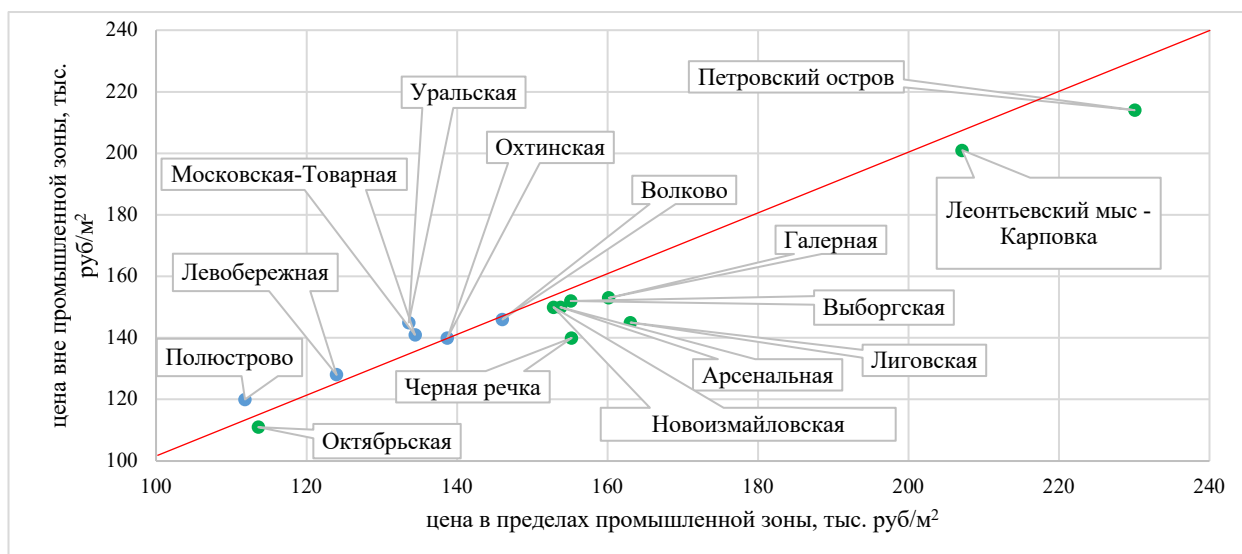 цена вне промышленной зоны, тыс.
руб/м²
240
220
200
180
160
140
120
100
Петровский остров
Уральская
Охтинская
Московская-Товарная
Волково
Леонтьевский мыс -
Карповка
Галерная
Левобережная
Выборгская
Полюстрово
Лиговская
Черная речка
Арсенальная
Новоизмайловская
Октябрьская
100
120
140
160
180
200
220
240
цена в пределах промышленной зоны, тыс. руб/м²